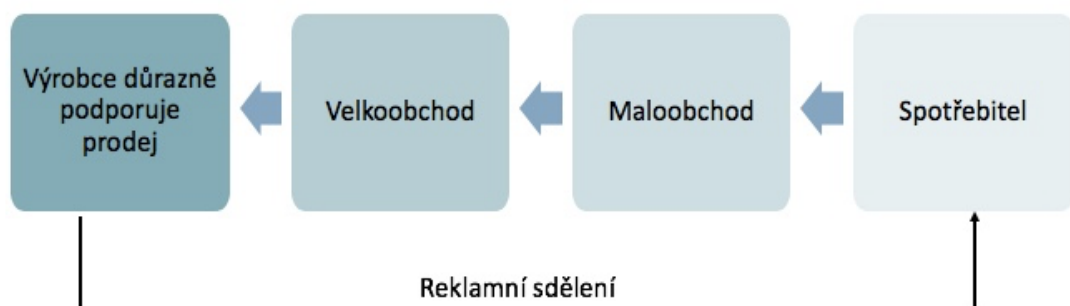 Výrobce důrazně
podporuje
prodej
Velkoobchod
Maloobchod
Spotřebitel
Reklamní sdělení